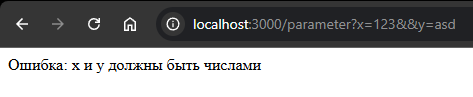 localhost:3000/parameter?x=123&&y=asd
Ошибка: x и y должны быть числами